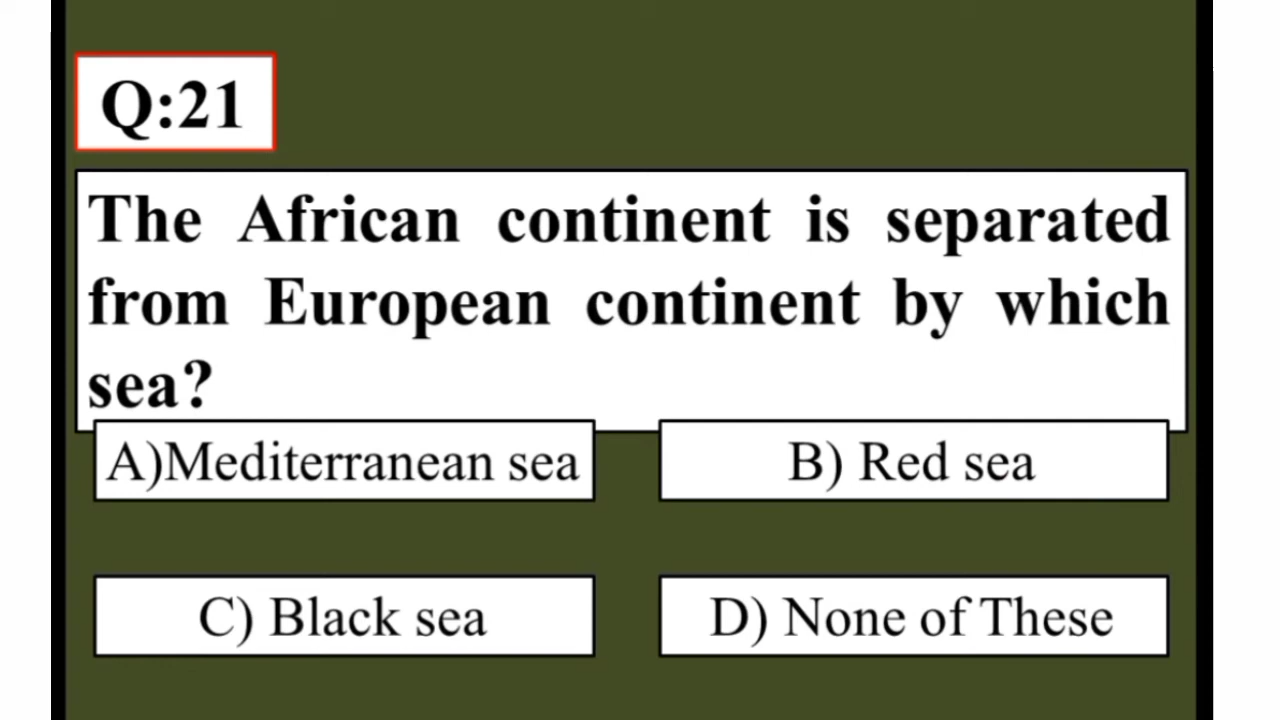 Q:21
The African continent is separated
from European continent by which
sea?
A)Mediterranean sea
B) Red sea
C) Black sea
D) None of These